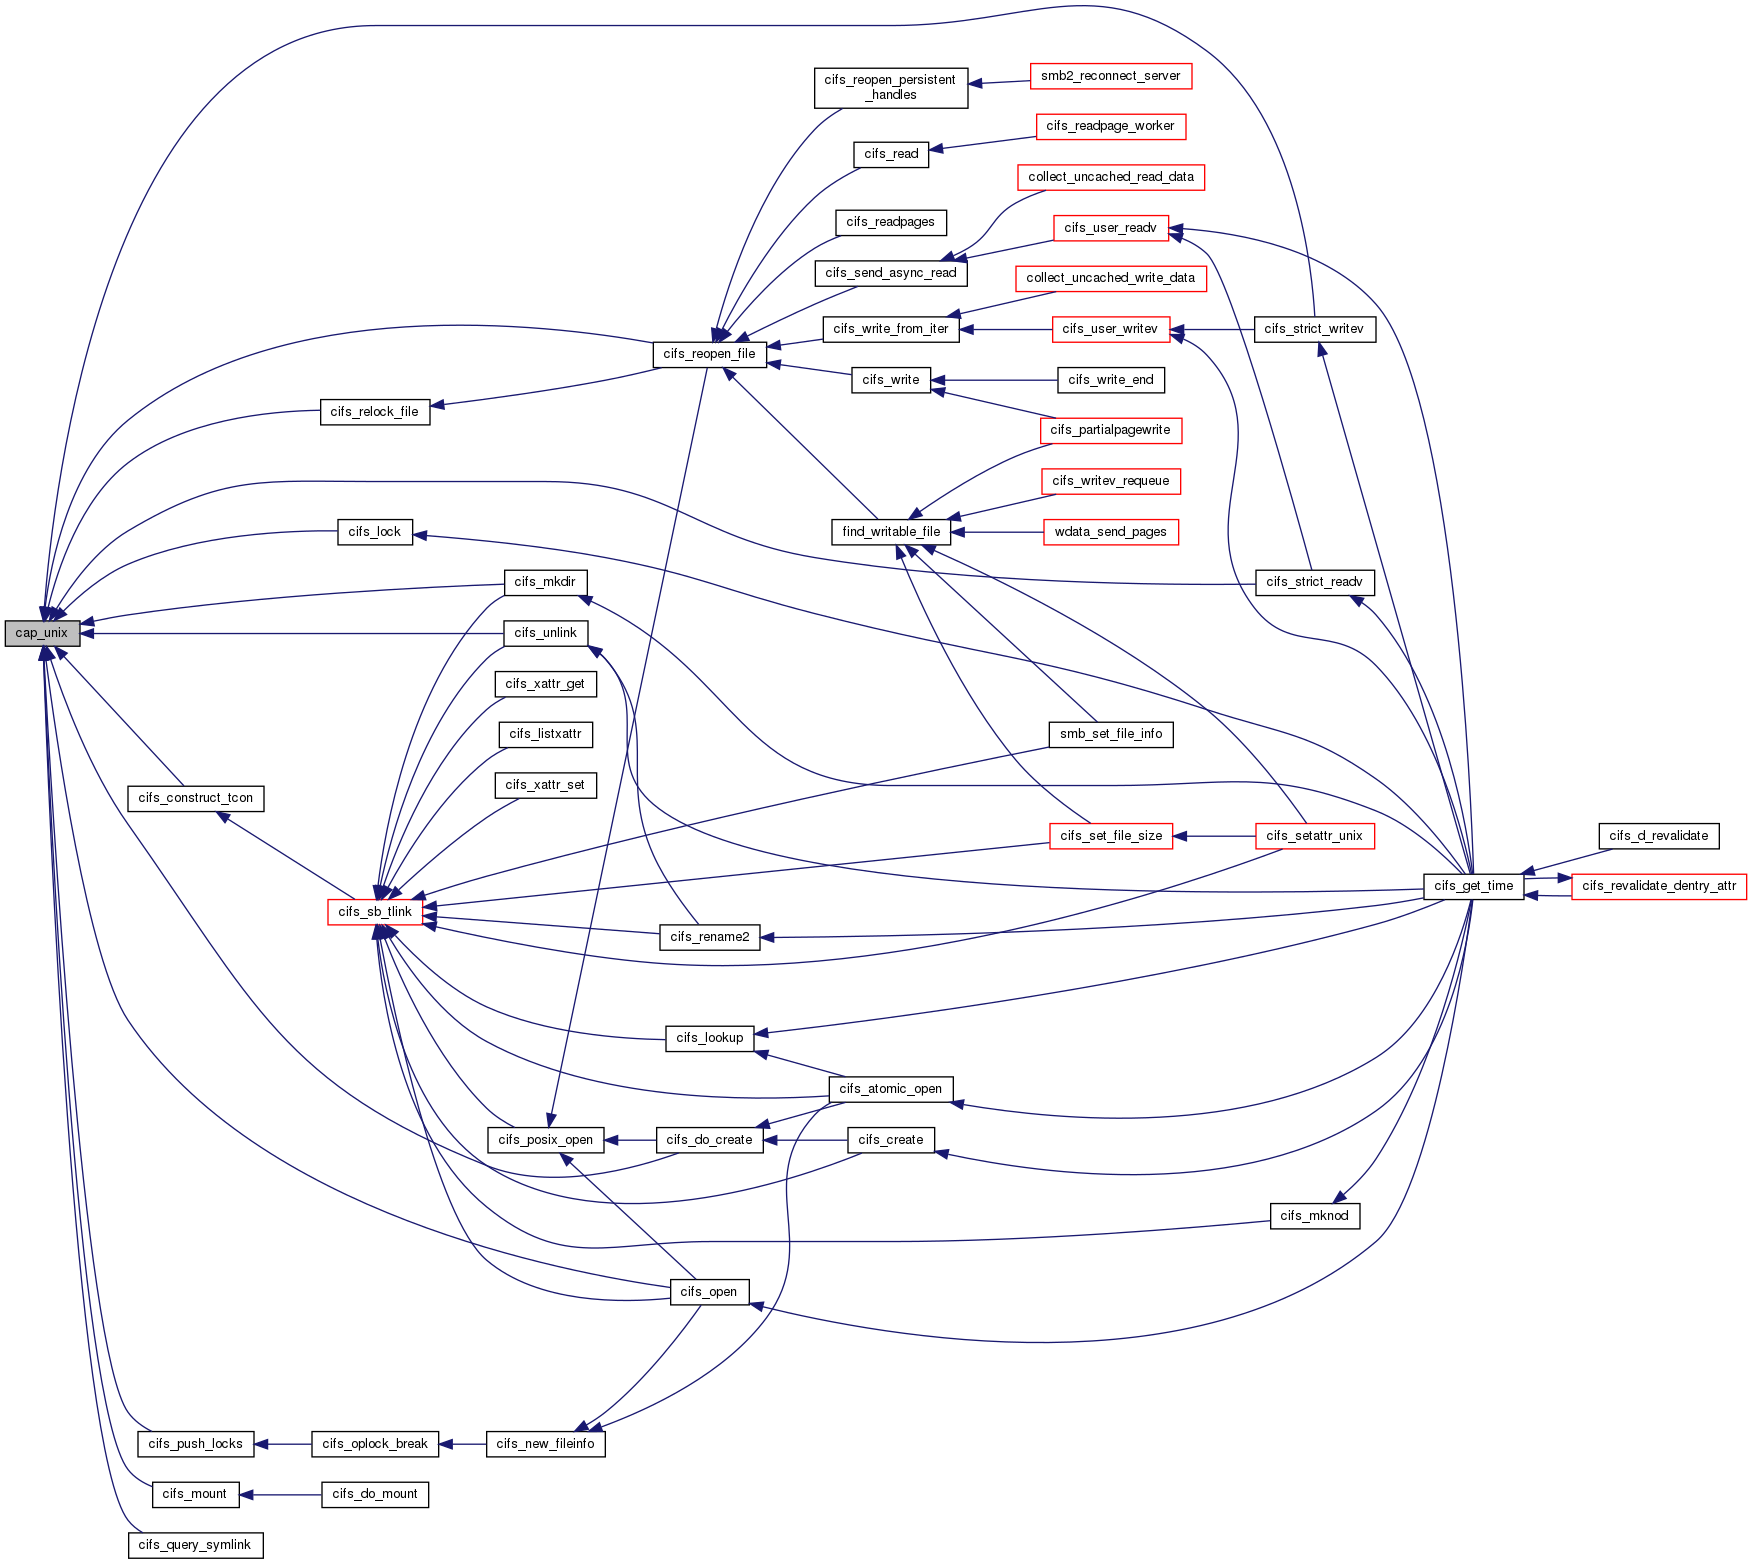 cifs_reopen_persistent
_handles
smb2_reconnect_server
cifs_readpage_worker
cifs_read
collect_uncached_read_data
cifs_readpages
cifs_user_readv
cifs_send_async_read
collect_uncached_write_data
cifs_write_from_iter
cifs_user_writev
cifs_strict_writev
cifs_reopen_file
cifs_write
cifs_write_end
cifs_relock_file
cifs_partialpagewrite
cifs_writev_requeue
cifs_lock
find_writable_file
wdata_send_pages
cifs_mkdir
cifs_strict_readv
cap_unix
cifs_unlink
cifs_xattr_get
cifs_listxattr
smb_set_file_info
cifs_xattr_set
cifs_construct_tcon
cifs_set_file_size
cifs_setattr_unix
cifs_d_revalidate
cifs_get_time
cifs_revalidate_dentry_attr
cifs_sb_tlink
cifs_rename2
cifs_lookup
cifs_atomic_open
cifs_posix_open
cifs_do_create
cifs_create
cifs_mknod
cifs_open
cifs_push_locks
cifs_oplock_break
cifs_new_fileinfo
cifs_mount
cifs_do_mount
cifs_query_symlink